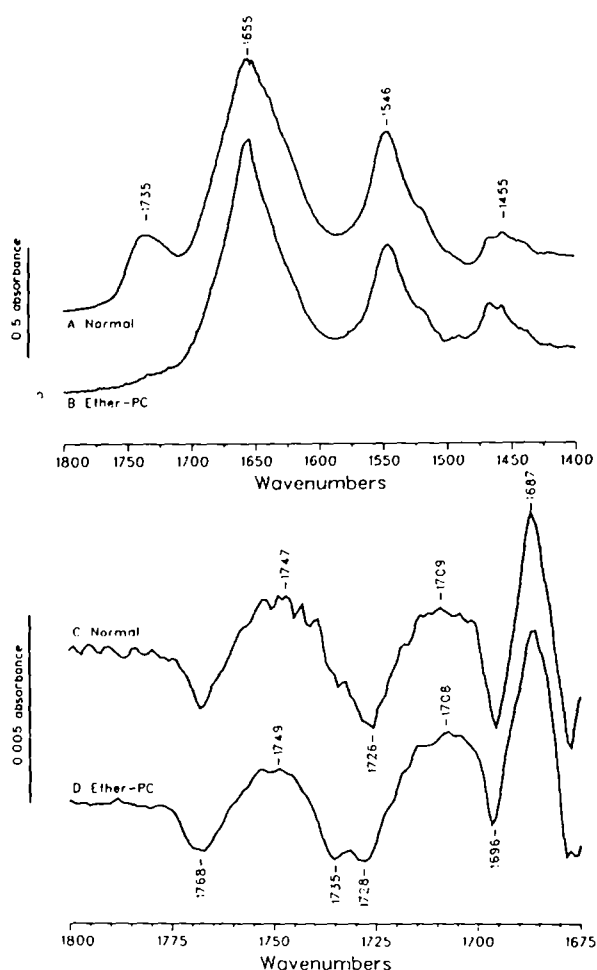 -1735
-1655
-1546
-1455
0.5 absorbance
A Normal
B Ether-PC
1800 1750 1700 1650 1600 1550 1500 1450 1400
Wavenumbers
-1747
-1709
-1687
C Normal
0.005 absorbance
1726-
-1749
-1708
D Ether-PC
1768-
1735-
1728-
1696-
1800 1775 1750 1725 1700 1675
Wavenumbers